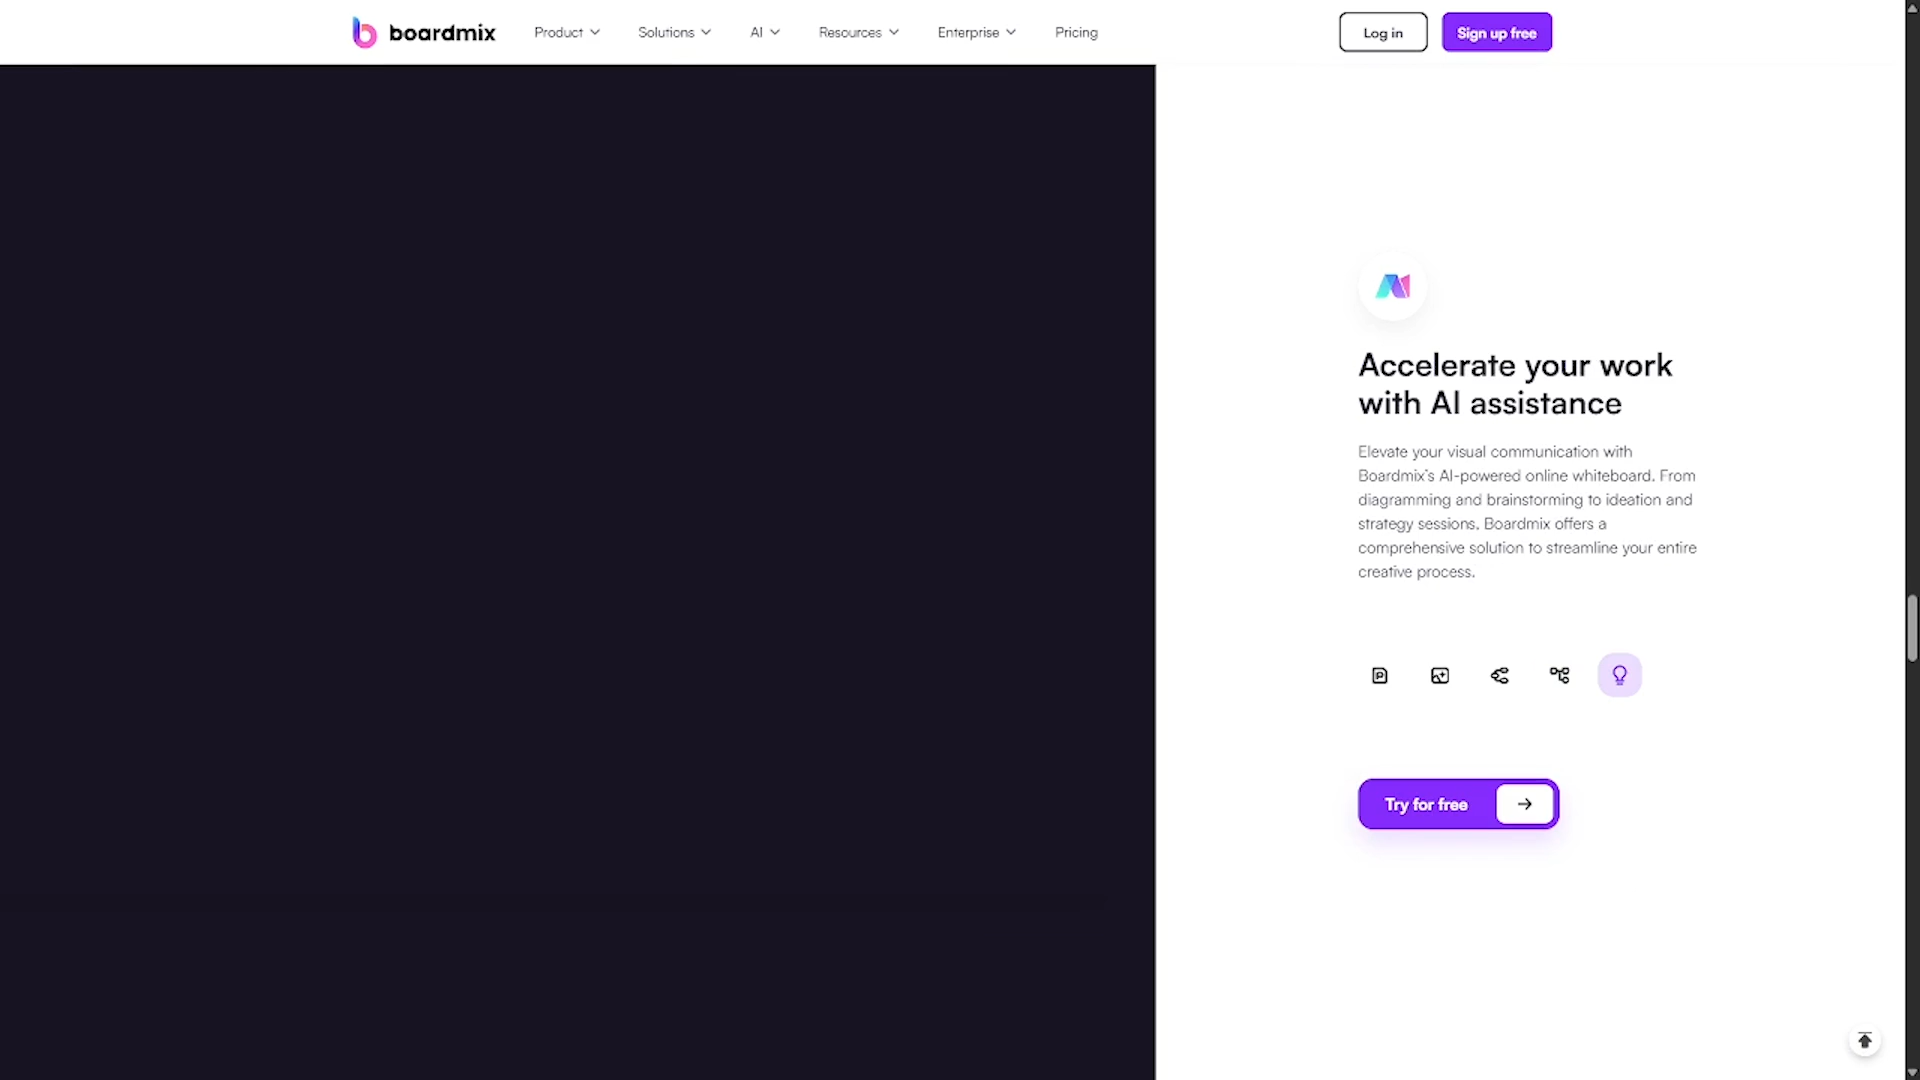 boardmix
Product
Solutions
AI
Resources
Enterprise
Pricing
Log in
Sign up free
Accelerate your work
with AI assistance
Elevate your visual communication with
Boardmix's AI-powered online whiteboard. From
diagramming and brainstorming to ideation and
strategy sessions, Boardmix offers a
comprehensive solution to streamline your entire
creative process.
Try for free